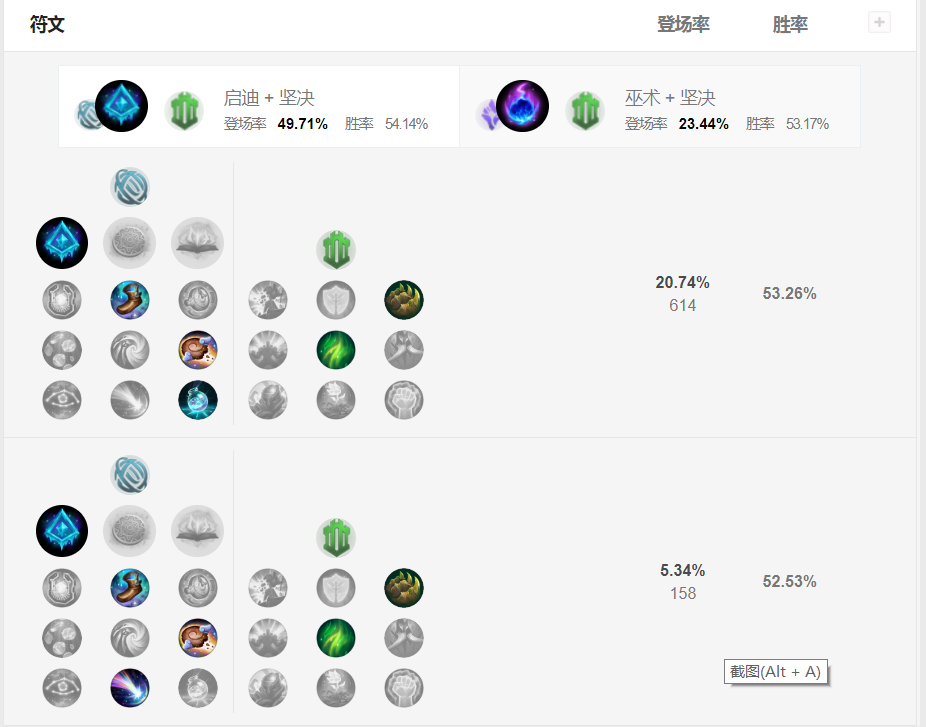 符文 登场率 胜率
启迪 + 坚决 巫术 + 坚决
登场率 49.71% 胜率 54.14% 登场率 23.44% 胜率 53.17%
20.74%
614
53.26%
5.34%
158
52.53%
截图(Alt + A)